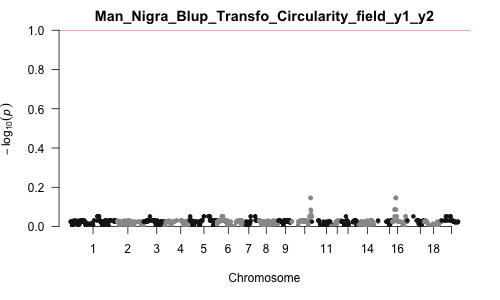 Man_Nigra_Blup_Transfo_Circularity_field_y1_y2
1.0
0.8
0.6
0.4
0.2
0.0
− log10(p)
1 2 3 4 5 6 7 8 9 11 14 16 18
Chromosome